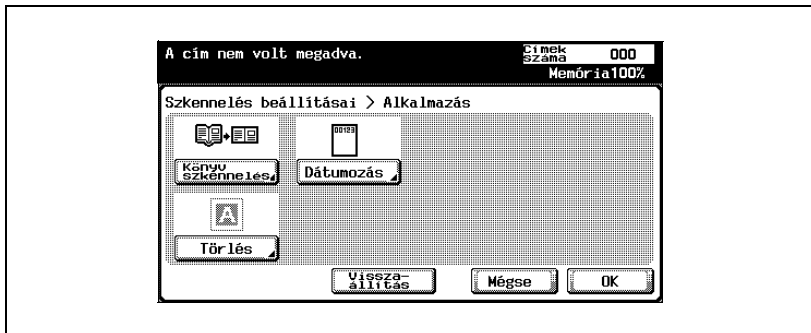 A cím nem volt megadva.
Címek száma 000
Memória100%
Szkennelés beállításai > Alkalmazás
00123
Könyv szkennelés
Dátumozás
A
Törlés
Vissza-
állítás
Mégse
OK